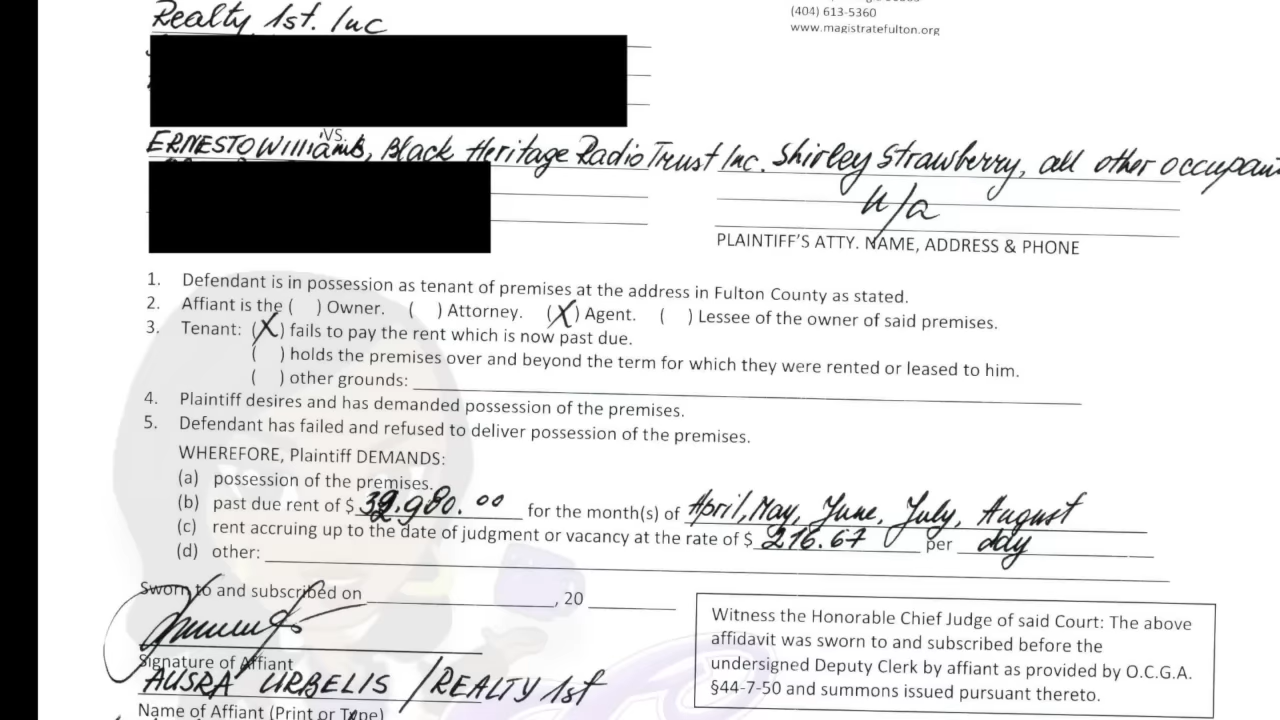 Realty 1st. Inc
(404) 613-5360
www.magistratefulton.org
vs.
ERNESTO Williams, Black Heritage Radio Trust Inc. Shirley Strawberry, all other occupan
n/a
PLAINTIFF'S ATTY. NAME, ADDRESS & PHONE
1. Defendant is in possession as tenant of premises at the address in Fulton County as stated.
2. Affiant is the ( ) Owner. ( ) Attorney. (X) Agent. ( ) Lessee of the owner of said premises.
3. Tenant: (X) fails to pay the rent which is now past due.
( ) holds the premises over and beyond the term for which they were rented or leased to him.
( ) other grounds:
4. Plaintiff desires and has demanded possession of the premises.
5. Defendant has failed and refused to deliver possession of the premises.
WHEREFORE, Plaintiff DEMANDS:
(a) possession of the premises.
(b) past due rent of $ 32.980.00 for the month(s) of April, May, June, July, August
(c) rent accruing up to the date of judgment or vacancy at the rate of $ 216.67 per day
(d) other:
Sworn to and subscribed on , 20
Signature of Affiant
AUSRA URBELIS / REALTY 1st
Name of Affiant (Print or Type)
Witness the Honorable Chief Judge of said Court: The above
affidavit was sworn to and subscribed before the
undersigned Deputy Clerk by affiant as provided by O.C.G.A.
§44-7-50 and summons issued pursuant thereto.